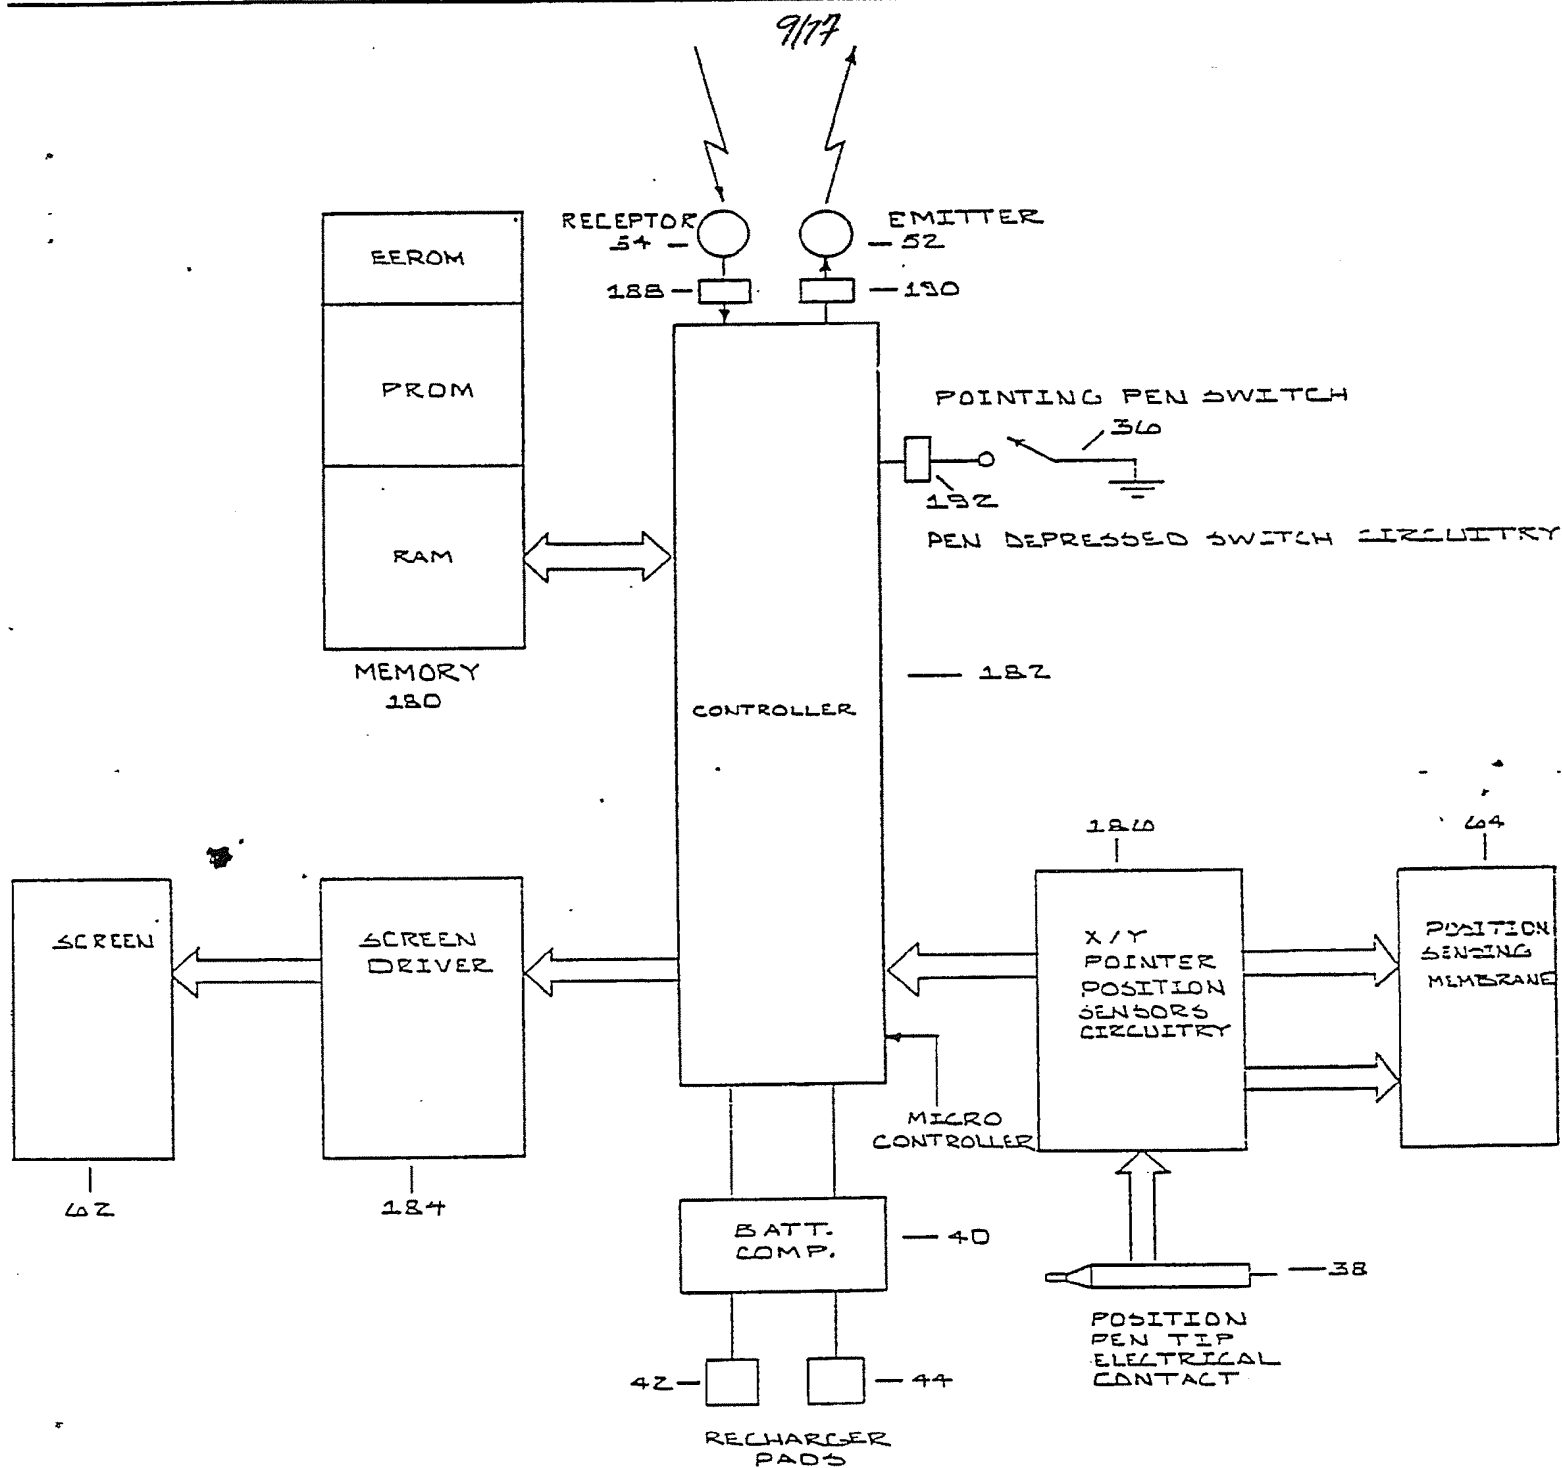 9/17
RECEPTOR
54
EMITTER
52
188
190
EEROM
PROM
RAM
MEMORY
180
POINTING PEN SWITCH
36
192
PEN DEPRESSED SWITCH CIRCUITRY
182
CONTROLLER
SCREEN
62
SCREEN
DRIVER
184
186
X/Y
POINTER
POSITION
SENSORS
CIRCUITRY
64
POSITION
SENSING
MEMBRANE
MICRO
CONTROLLER
BATT.
COMP.
40
38
POSITION
PEN TIP
ELECTRICAL
CONTACT
42
44
RECHARGER
PADS